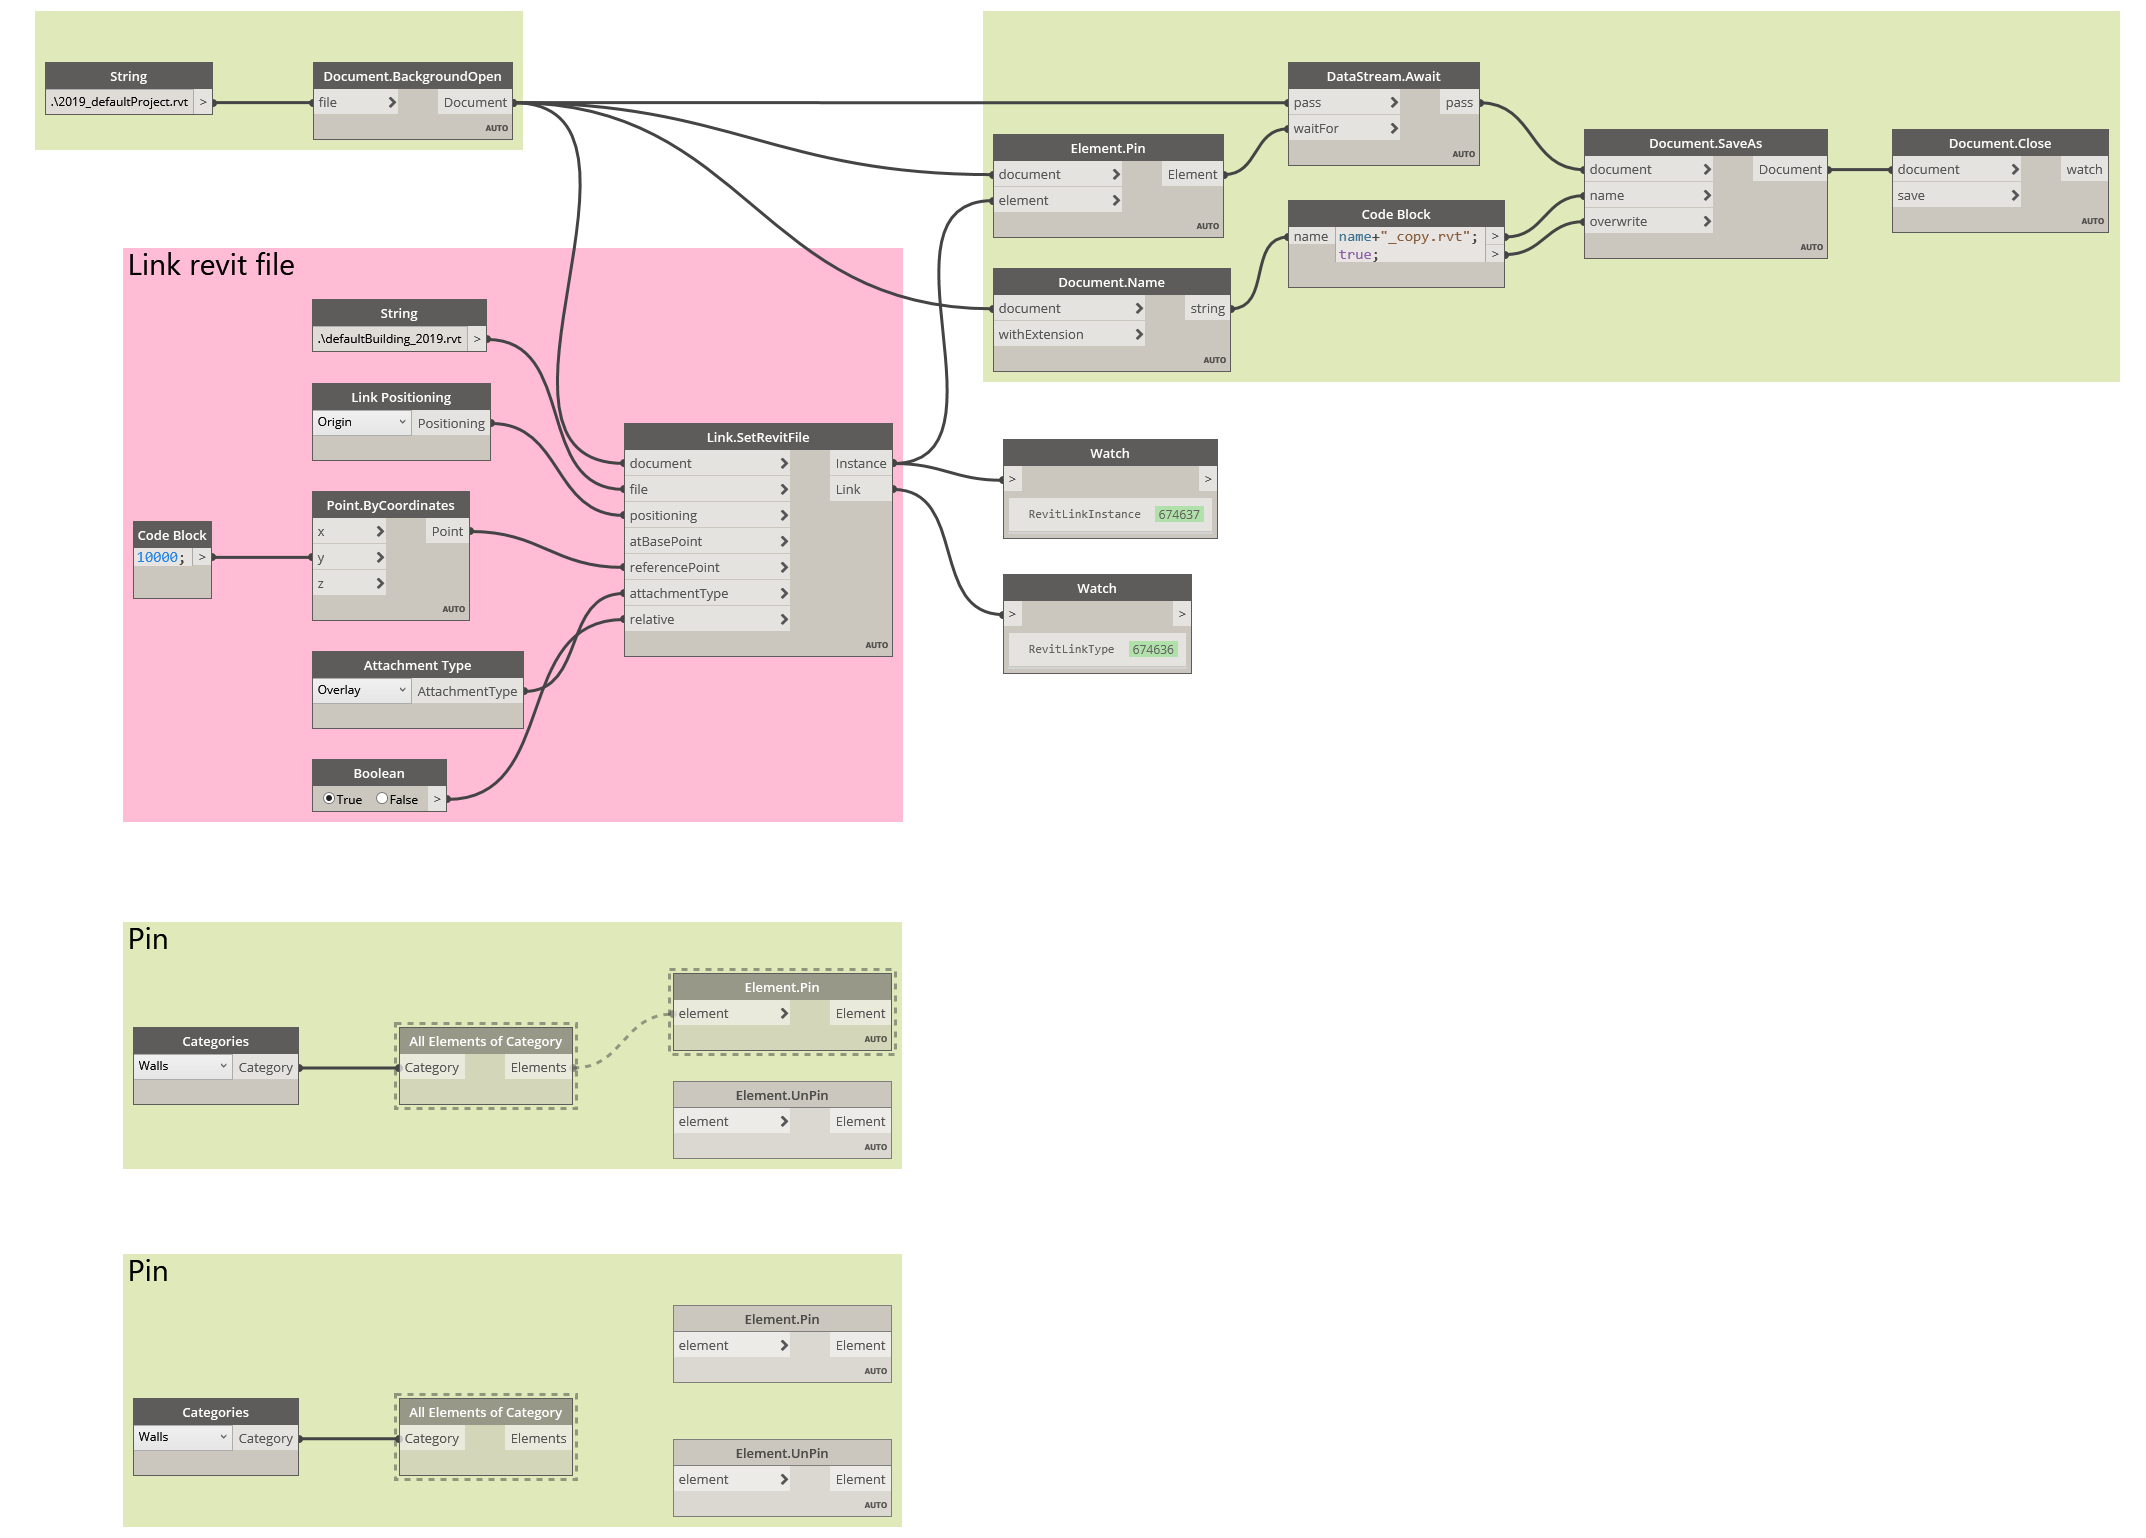 String
.\2019_defaultProject.rvt >
Document.BackgroundOpen
file Document
AUTO
DataStream.Await
pass pass
waitFor
AUTO
Element.Pin
document Element
element
AUTO
Document.SaveAs
document Document
name
overwrite
AUTO
Document.Close
document watch
save
AUTO
Code Block
name name+"_copy.rvt"; >
true; >
Document.Name
document string
withExtension
AUTO
Link revit file
String
.\defaultBuilding_2019.rvt >
Link Positioning
Origin Positioning
Code Block
10000; >
Point.ByCoordinates
x Point
y
z
AUTO
Attachment Type
Overlay AttachmentType
Boolean
True False >
Link.SetRevitFile
document Instance
file Link
positioning
atBasePoint
referencePoint
attachmentType
relative
AUTO
Watch
> >
RevitLinkInstance 674637
Watch
> >
RevitLinkType 674636
Pin
Categories
Walls Category
All Elements of Category
Category Elements
Element.Pin
element Element
AUTO
Element.UnPin
element Element
AUTO
Pin
Categories
Walls Category
All Elements of Category
Category Elements
Element.Pin
element Element
AUTO
Element.UnPin
element Element
AUTO